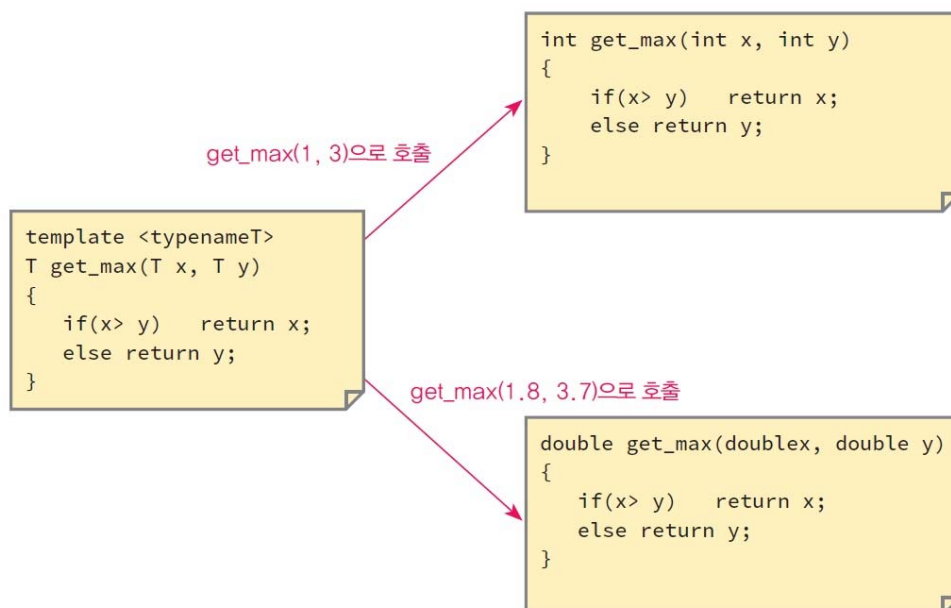 int get_max(int x, int y)
{
if(x> y) return x;
else return y;
}
get_max(1, 3)으로 호출
template <typenameT>
T get_max(T x, T y)
{
if(x> y) return x;
else return y;
}
get_max(1.8, 3.7)으로 호출
double get_max(doublex, double y)
{
if(x> y) return x;
else return y;
}